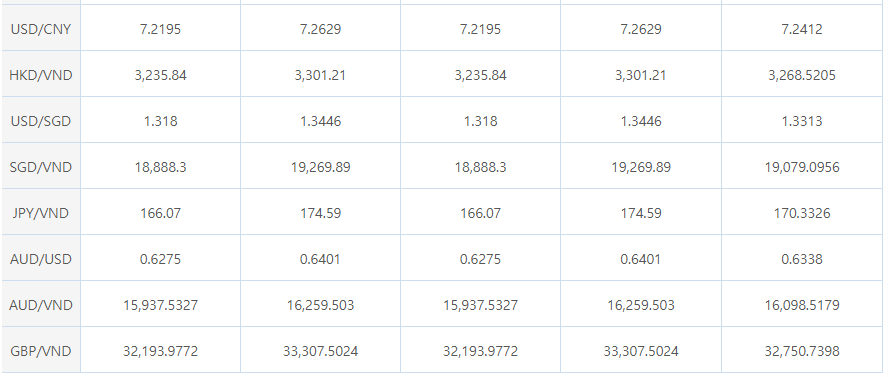 USD/CNY 7.2195 7.2629 7.2195 7.2629 7.2412
HKD/VND 3,235.84 3,301.21 3,235.84 3,301.21 3,268.5205
USD/SGD 1.318 1.3446 1.318 1.3446 1.3313
SGD/VND 18,888.3 19,269.89 18,888.3 19,269.89 19,079.0956
JPY/VND 166.07 174.59 166.07 174.59 170.3326
AUD/USD 0.6275 0.6401 0.6275 0.6401 0.6338
AUD/VND 15,937.5327 16,259.503 15,937.5327 16,259.503 16,098.5179
GBP/VND 32,193.9772 33,307.5024 32,193.9772 33,307.5024 32,750.7398